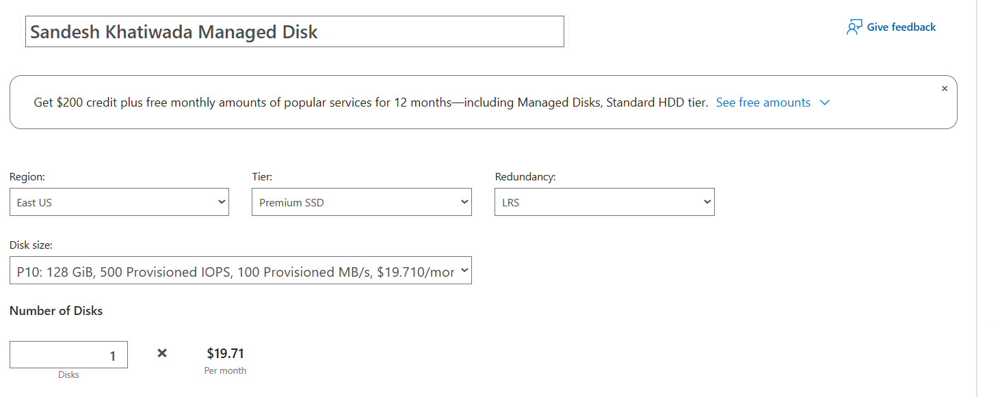 Sandesh Khatiwada Managed Disk
Give feedback
Get $200 credit plus free monthly amounts of popular services for 12 months—including Managed Disks, Standard HDD tier. See free amounts
Region: Tier: Redundancy:
East US Premium SSD LRS
Disk size:
P10: 128 GiB, 500 Provisioned IOPS, 100 Provisioned MB/s, $19.710/mor
Number of Disks
1 × $19.71
Disks Per month